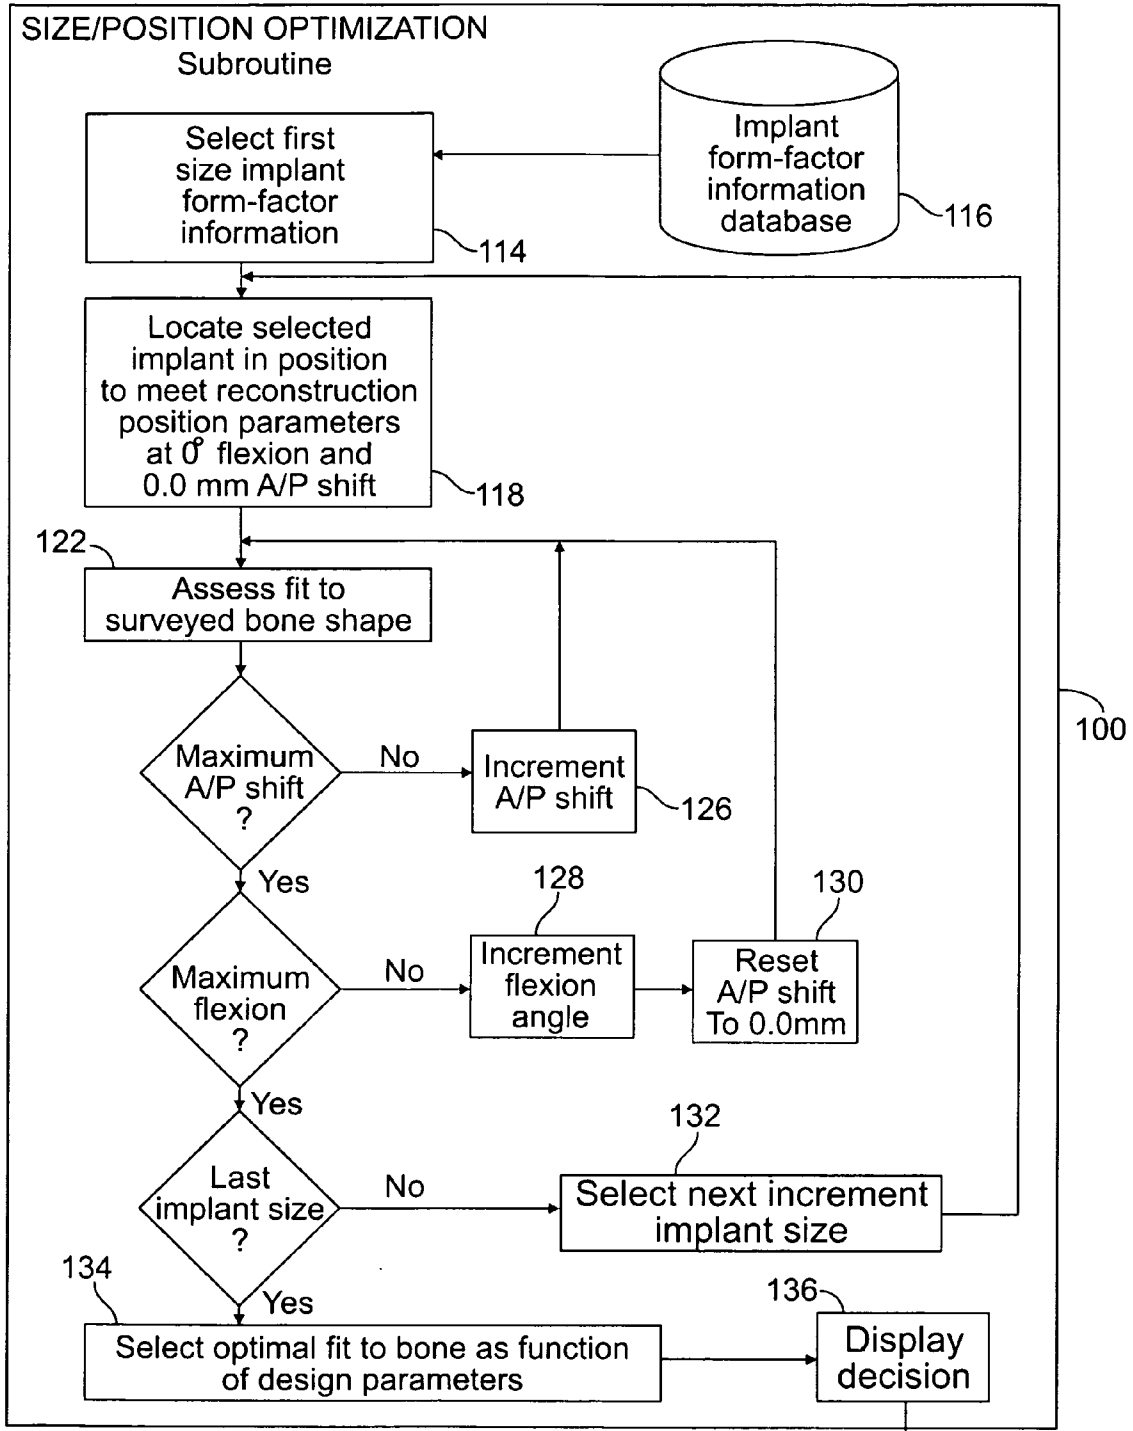 SIZE/POSITION OPTIMIZATION
Subroutine
Select first
size implant
form-factor
information
114
Implant
form-factor
information
database
116
Locate selected
implant in position
to meet reconstruction
position parameters
at 0° flexion and
0.0 mm A/P shift
118
122
Assess fit to
surveyed bone shape
100
Maximum
A/P shift
?
No
Increment
A/P shift
126
Yes
128
130
Maximum
flexion
?
No
Increment
flexion
angle
Reset
A/P shift
To 0.0mm
Yes
132
Last
implant size
?
No
Select next increment
implant size
134
Yes
136
Select optimal fit to bone as function
of design parameters
Display
decision